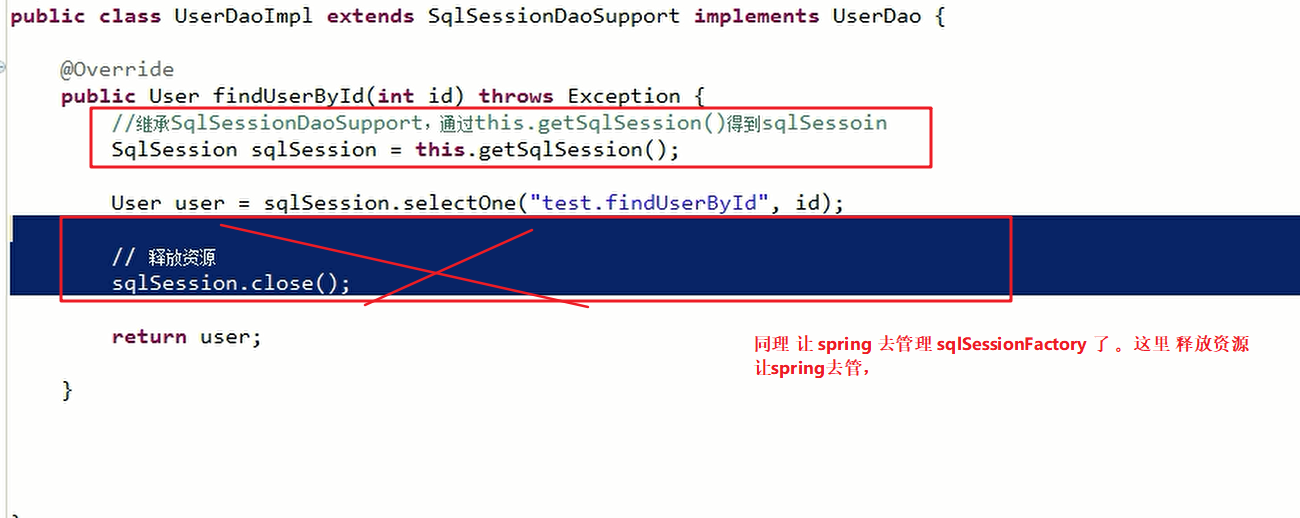 public class UserDaoImpl extends SqlSessionDaoSupport implements UserDao {
@Override
public User findUserById(int id) throws Exception {
//继承SqlSessionDaoSupport，通过this.getSqlSession()得到sqlSessoin
SqlSession sqlSession = this.getSqlSession();
User user = sqlSession.selectOne("test.findUserById", id);
// 释放资源
sqlSession.close();
return user;
同理 让 spring 去管理 sqlSessionFactory 了 。这里 释放资源
让spring去管，
}